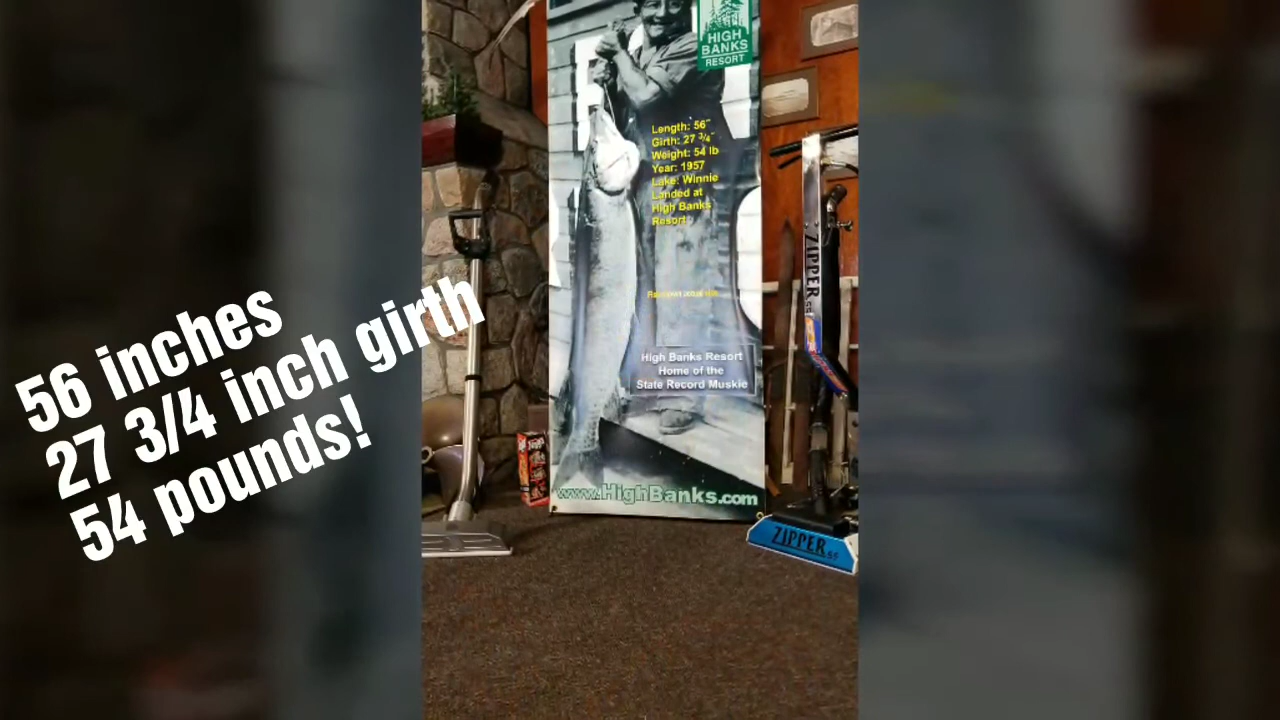 HIGH
BANKS
RESORT
Length: 56"
Girth: 27 3/4"
Weight: 54 lb
Year: 1957
Lake: Winnie
Landed at
High Banks
Resort
High Banks Resort
Home of the
State Record Muskie
www.HighBanks.com
56 inches
27 3/4 inch girth
54 pounds!
ZIPPER
ZIPPER 55